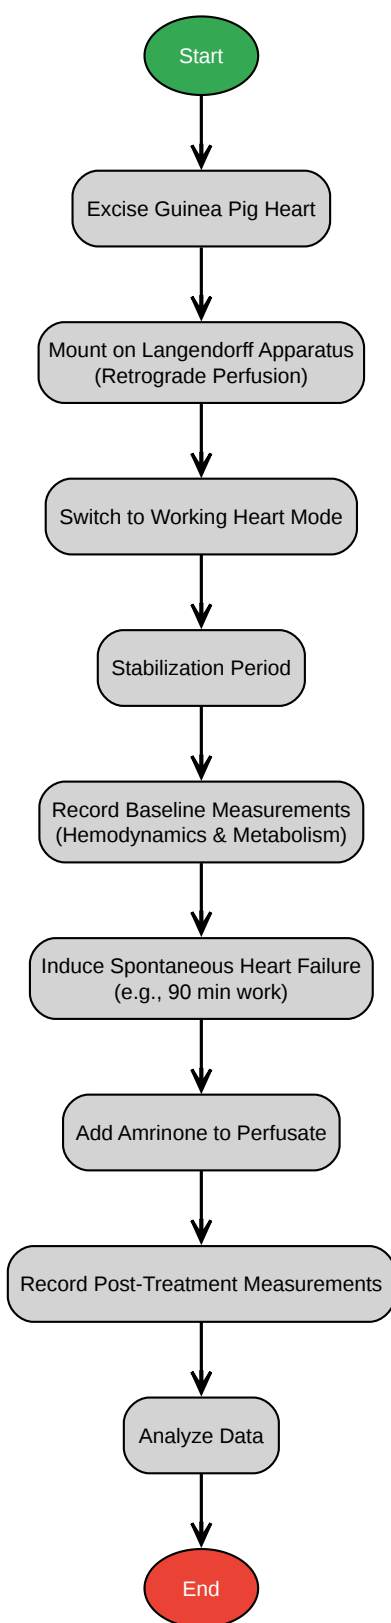 Start
Excise Guinea Pig Heart
Mount on Langendorff Apparatus
(Retrograde Perfusion)
Switch to Working Heart Mode
Stabilization Period
Record Baseline Measurements
(Hemodynamics & Metabolism)
Induce Spontaneous Heart Failure
(e.g., 90 min work)
Add Amrinone to Perfusate
Record Post-Treatment Measurements
Analyze Data
End